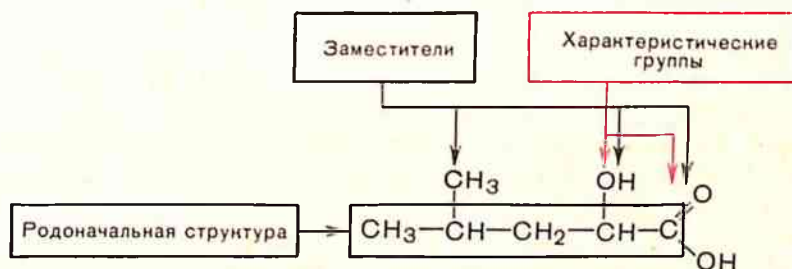 Заместители
Характеристические
группы
CH₃
OH
O
Родоначальная структура
CH₃—CH—CH₂—CH—C
OH